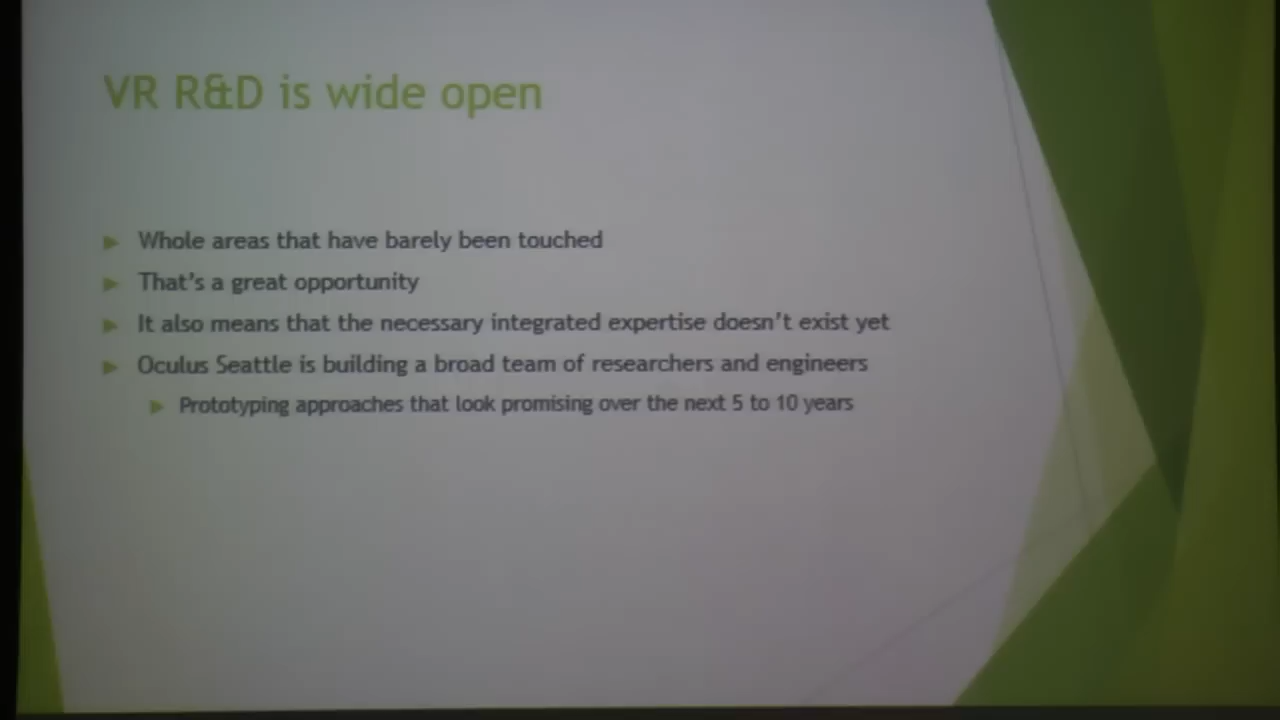 VR R&D is wide open
Whole areas that have barely been touched
That's a great opportunity
It also means that the necessary integrated expertise doesn't exist yet
Oculus Seattle is building a broad team of researchers and engineers
Prototyping approaches that look promising over the next 5 to 10 years